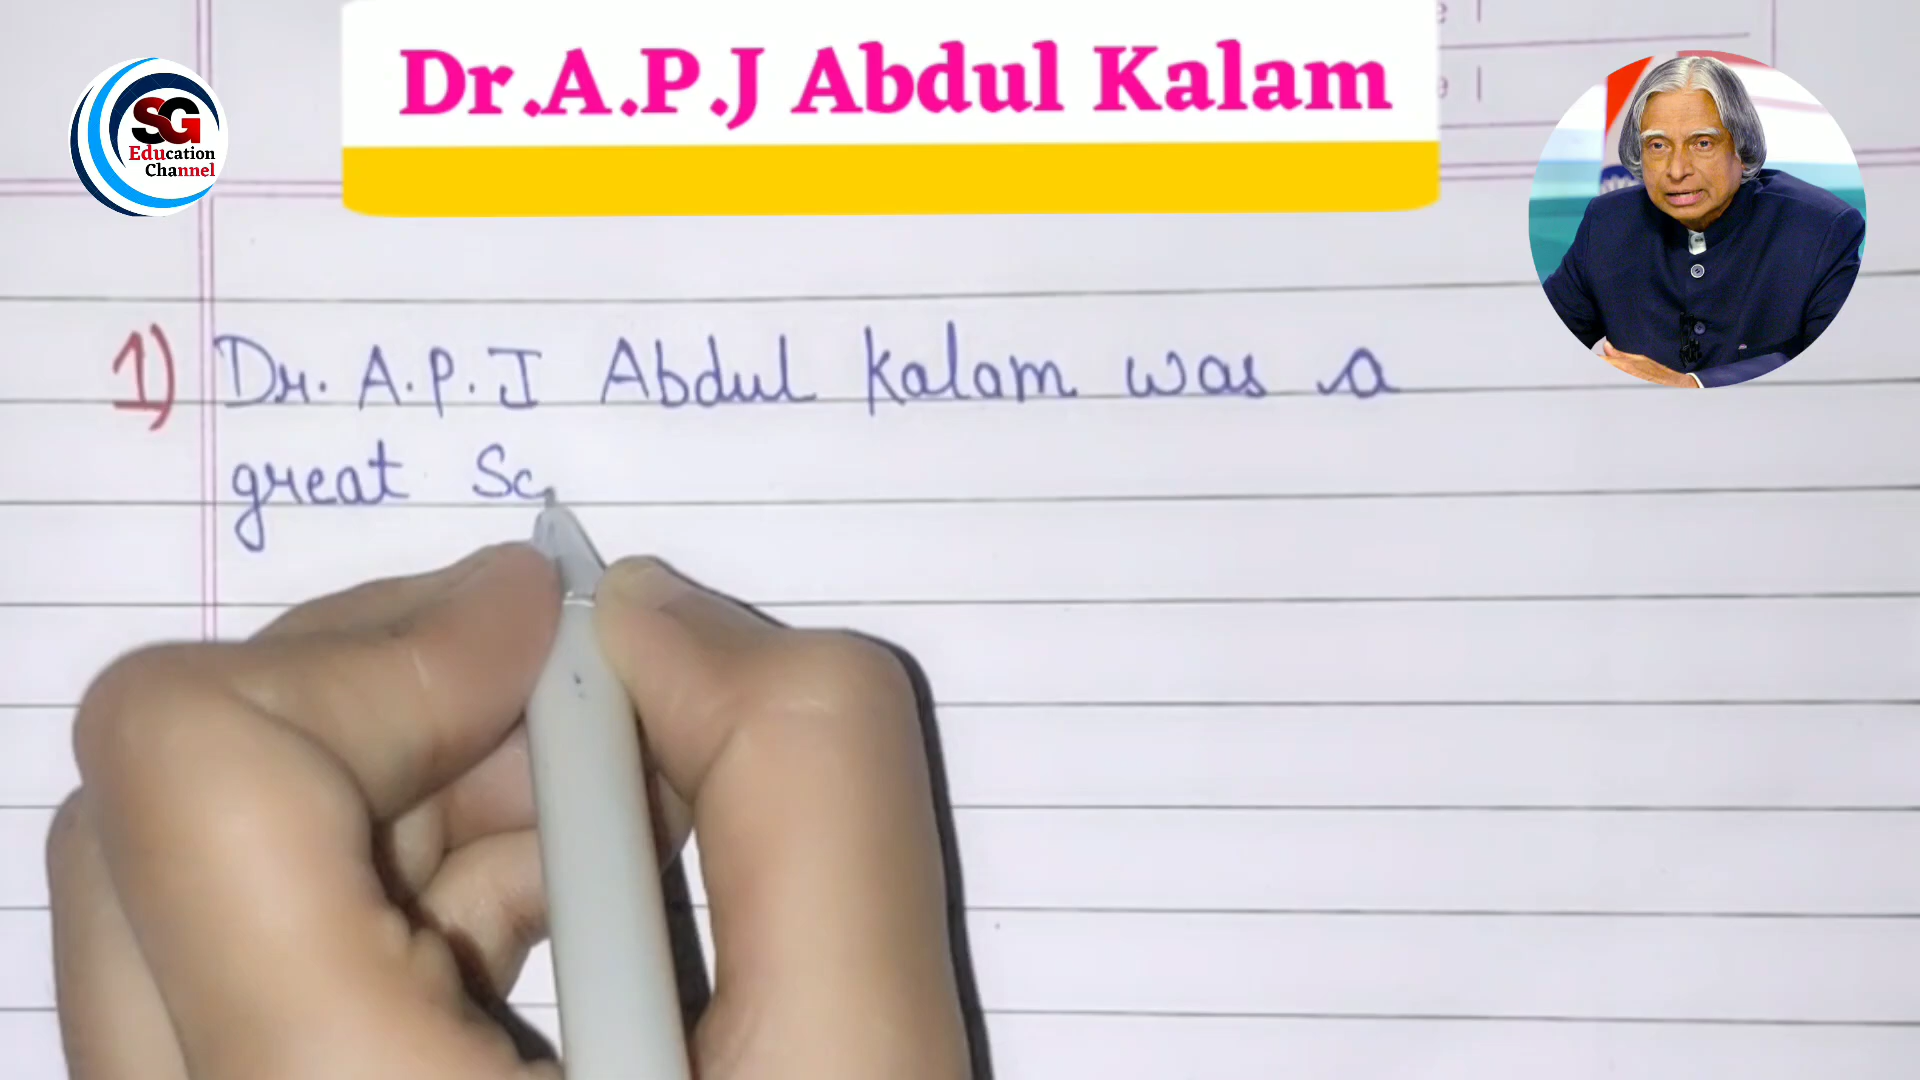 Dr.A.P.J Abdul Kalam
SG
Education
Channel
1) Dr. A.P.J Abdul Kalam was a
great Sc